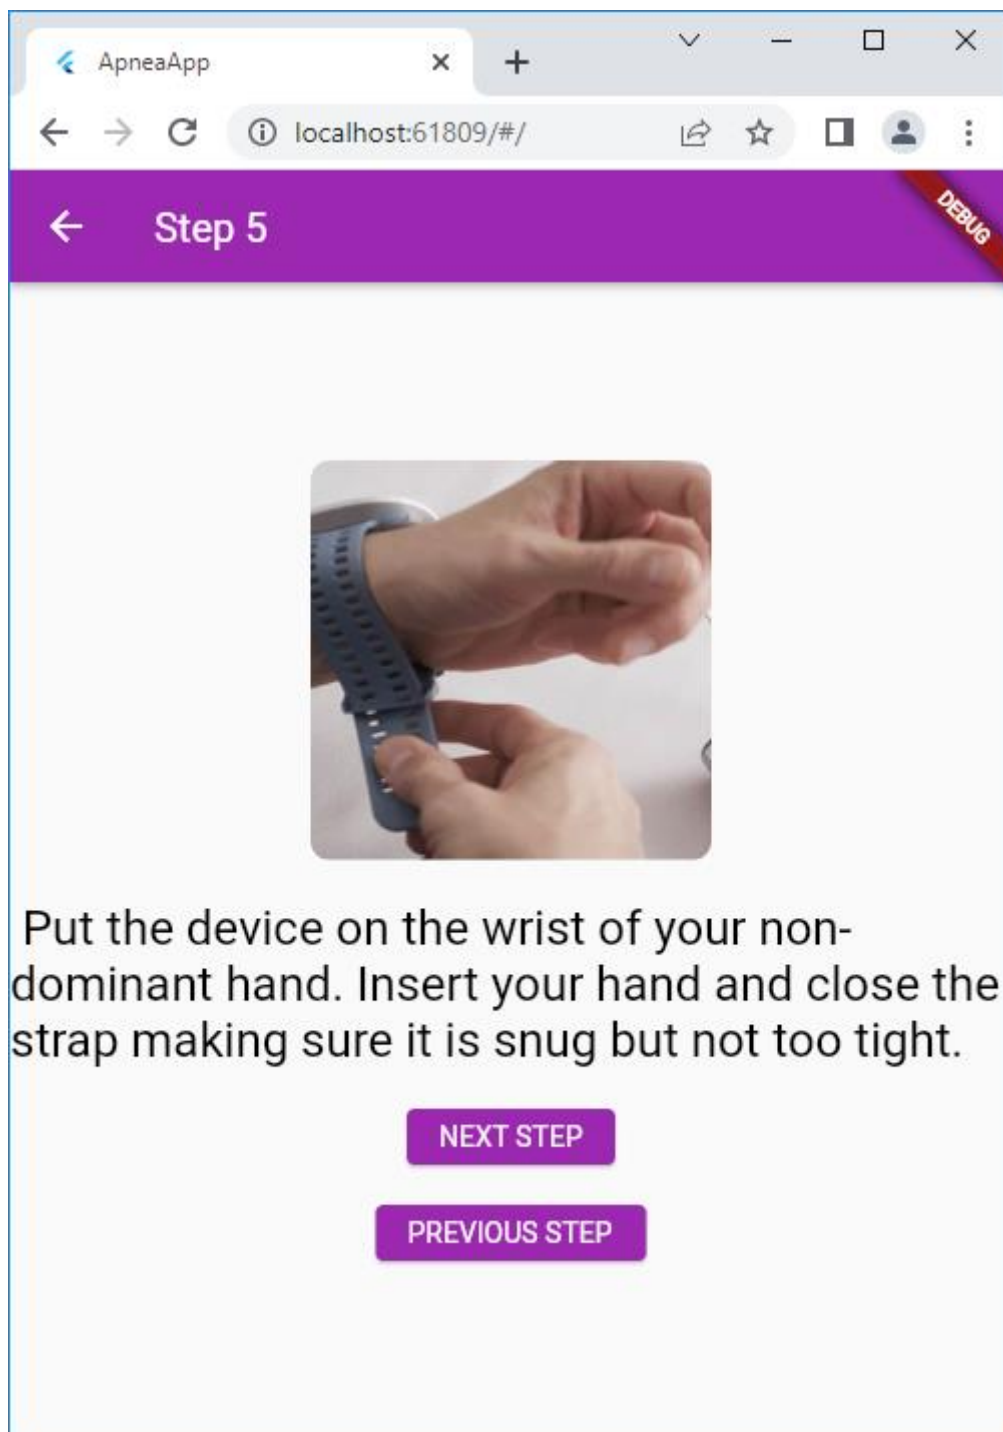 ApneaApp
localhost:61809/#/
Step 5
DEBUG
Put the device on the wrist of your non-
dominant hand. Insert your hand and close the
strap making sure it is snug but not too tight.
NEXT STEP
PREVIOUS STEP